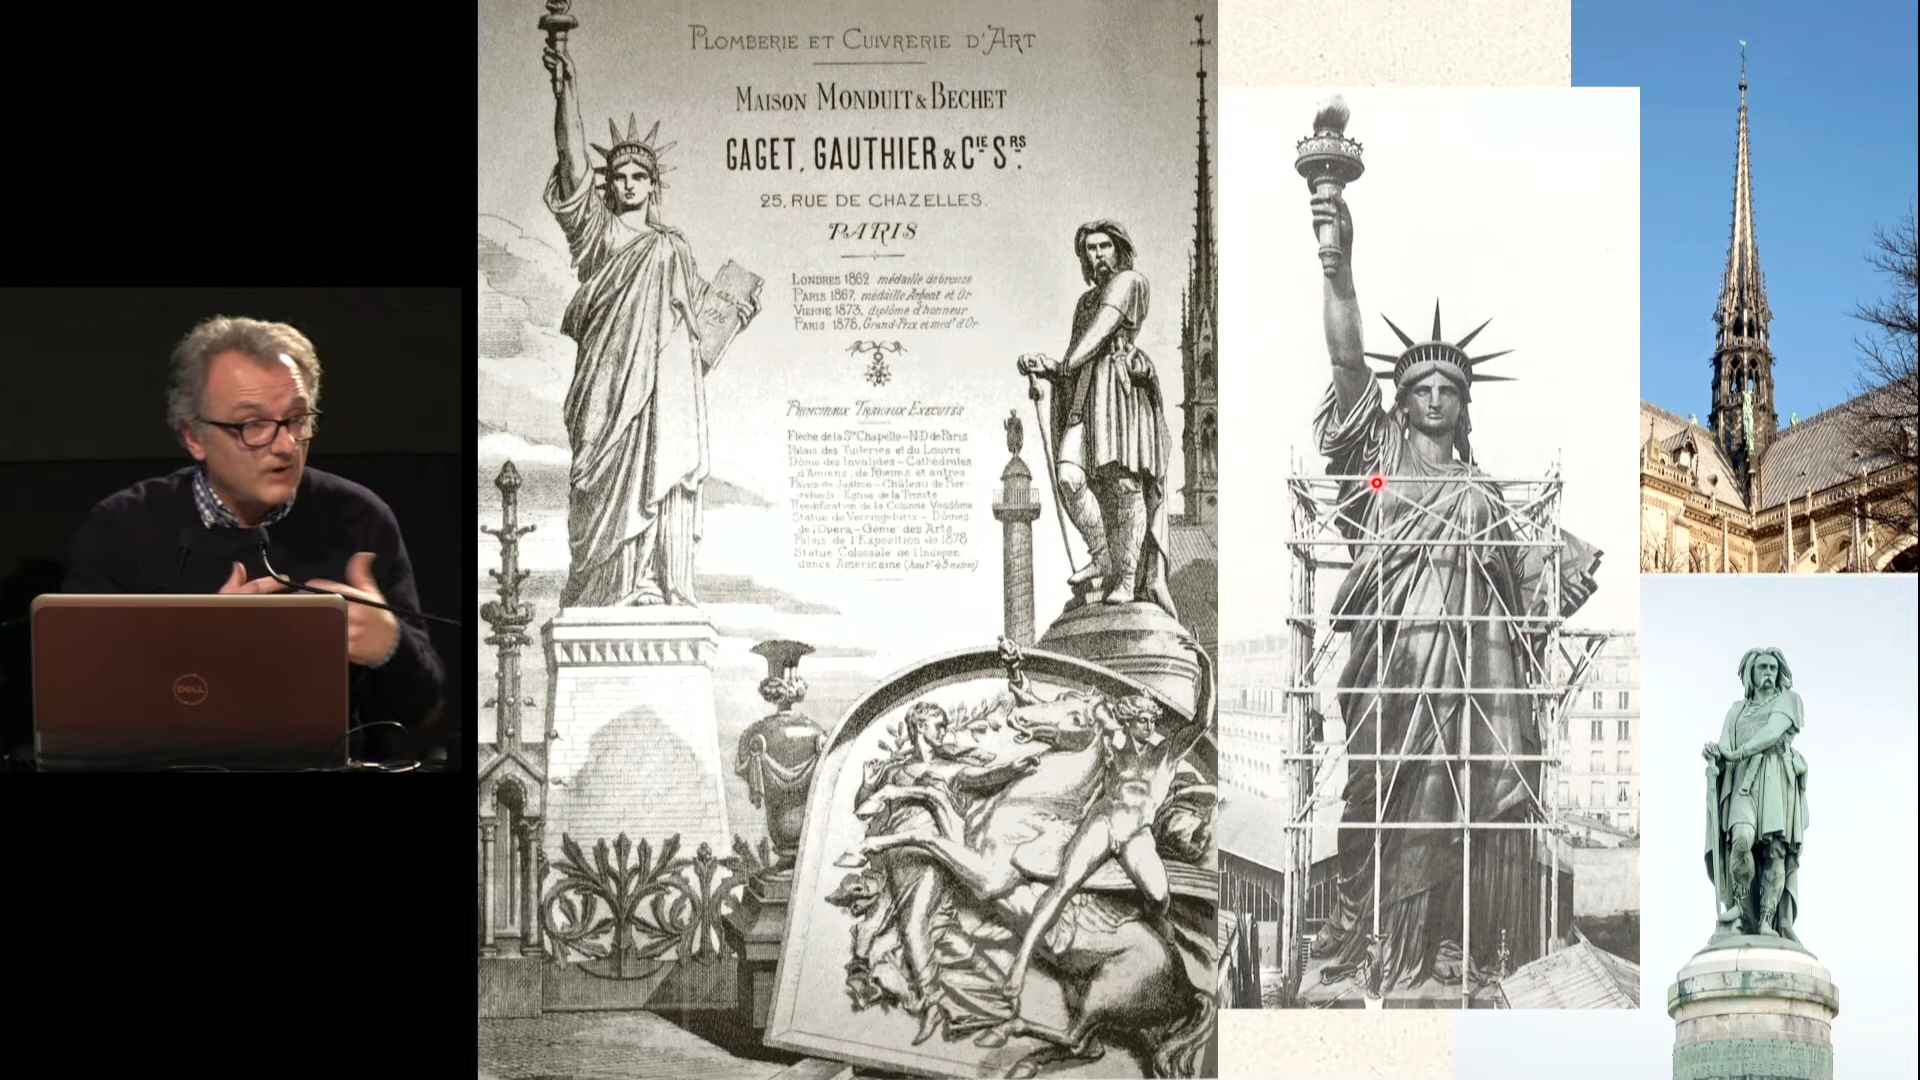 PLOMBERIE ET CUIVRERIE D'ART
MAISON MONDUIT & BECHET
GAGET, GAUTHIER & CIE SRS.
25, RUE DE CHAZELLES.
PARIS
LONDRES 1862 médaille de bronze
PARIS 1867, médaille Argent et Or
VIENNE 1873, diplôme d'honneur
PARIS 1878, Grand-Prix et med' d'Or
PRINCIPAUX TRAVAUX EXECUTÉS
Flèche de la Ste Chapelle - N-D de Paris
Palais des Tuileries et du Louvre
Dôme des Invalides - Cathédrales
d'Amiens, de Rheims et autres
Palais de Justice - Château de Pier-
refonds - Eglise de la Trinité
Réédification de la Colonne Vendôme
Statue de Vercingetorix - Dômes
de l'Opera - Génie des Arts
Palais de l'Exposition de 1878
Statue Colossale de l'Indépen-
dance Américaine (haut' 45 mètres)
1776
DELL